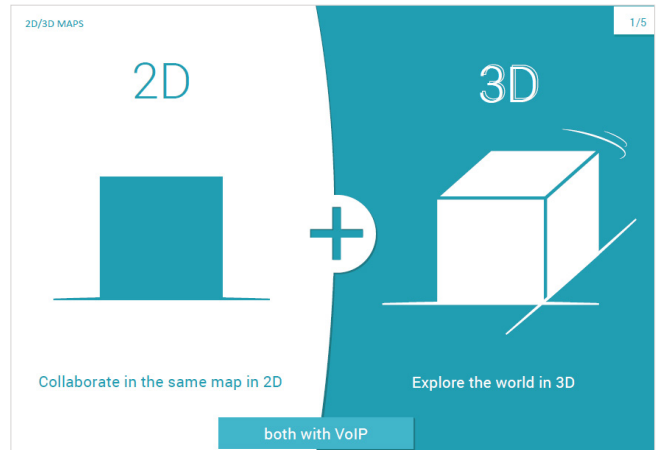 2D/3D MAPS
1/5
2D
3D
Collaborate in the same map in 2D
Explore the world in 3D
both with VoIP